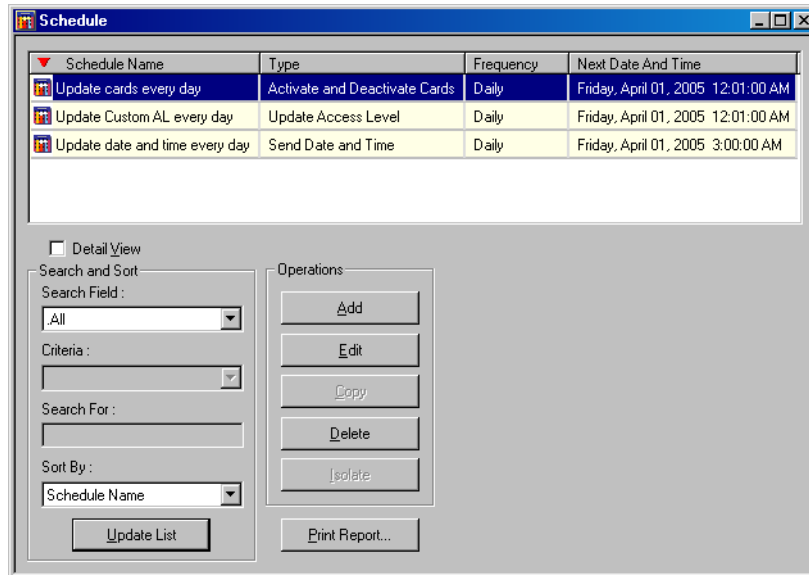 Schedule
Schedule Name Type Frequency Next Date And Time
Update cards every day Activate and Deactivate Cards Daily Friday, April 01, 2005 12:01:00 AM
Update Custom AL every day Update Access Level Daily Friday, April 01, 2005 12:01:00 AM
Update date and time every day Send Date and Time Daily Friday, April 01, 2005 3:00:00 AM
Detail View
Search and Sort
Search Field :
.All
Criteria :
Search For :
Sort By :
Schedule Name
Update List
Operations
Add
Edit
Copy
Delete
Isolate
Print Report...